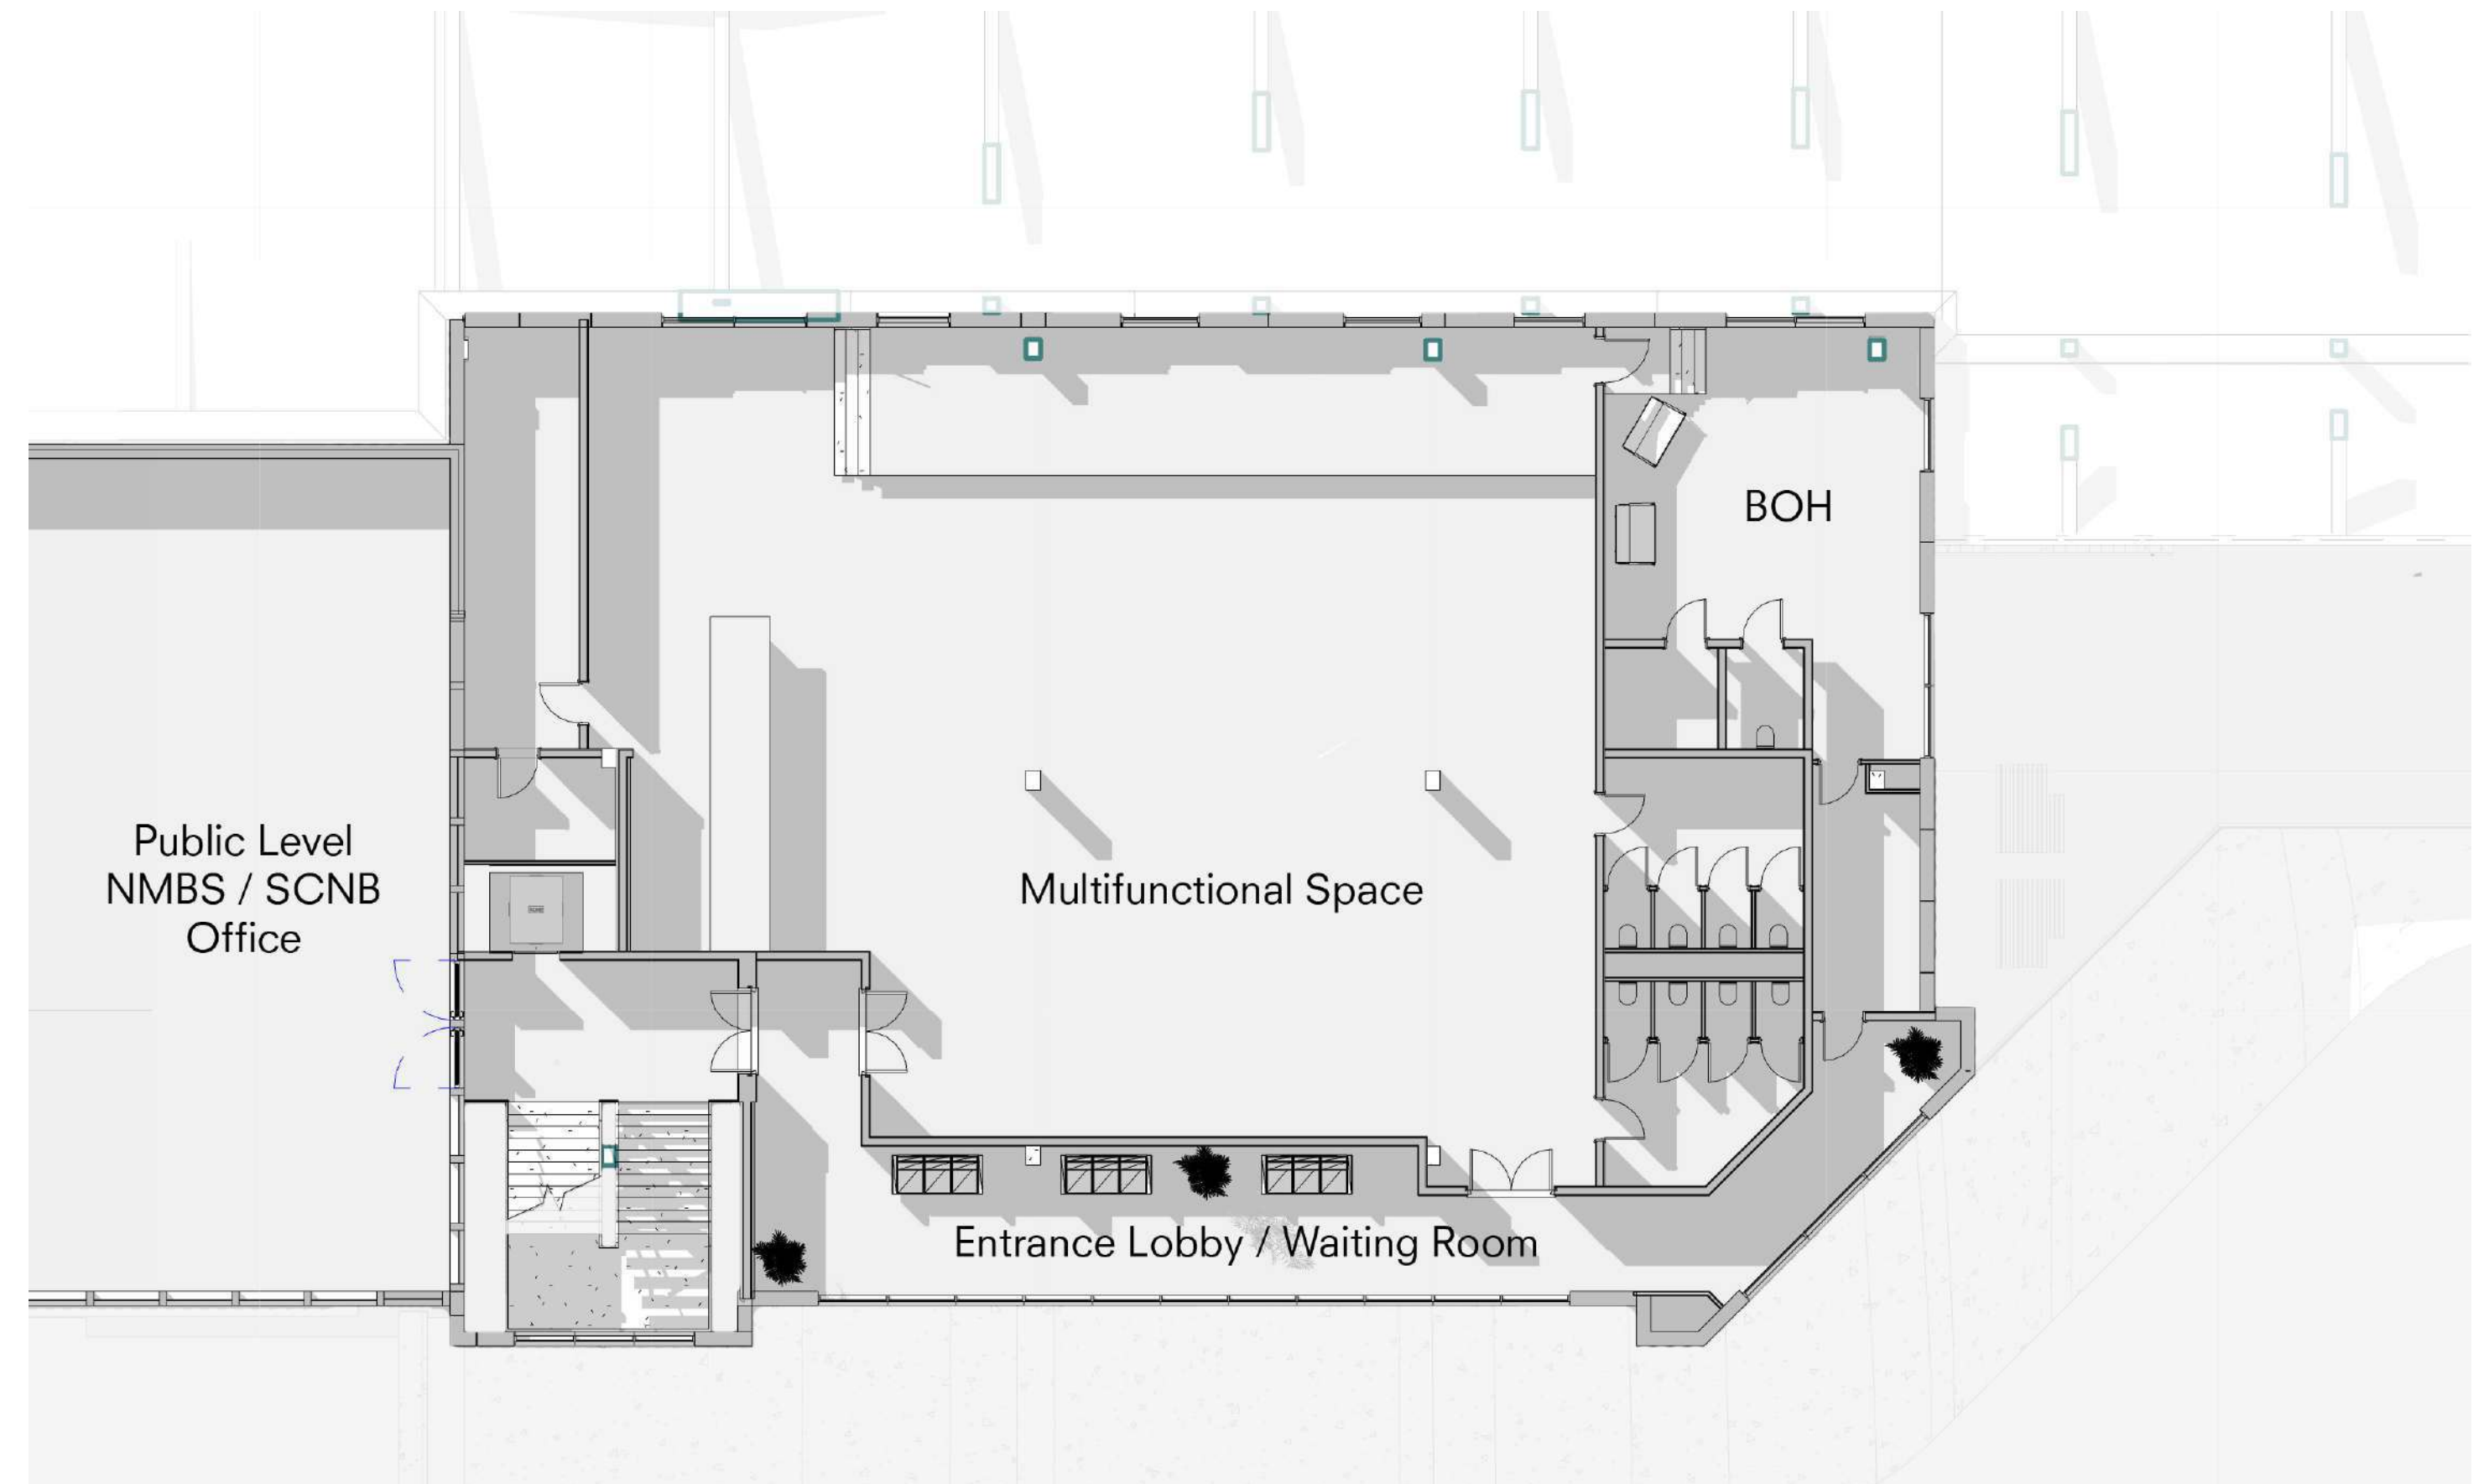 BOH
Public Level
NMBS / SCNB
Office
Multifunctional Space
Entrance Lobby / Waiting Room